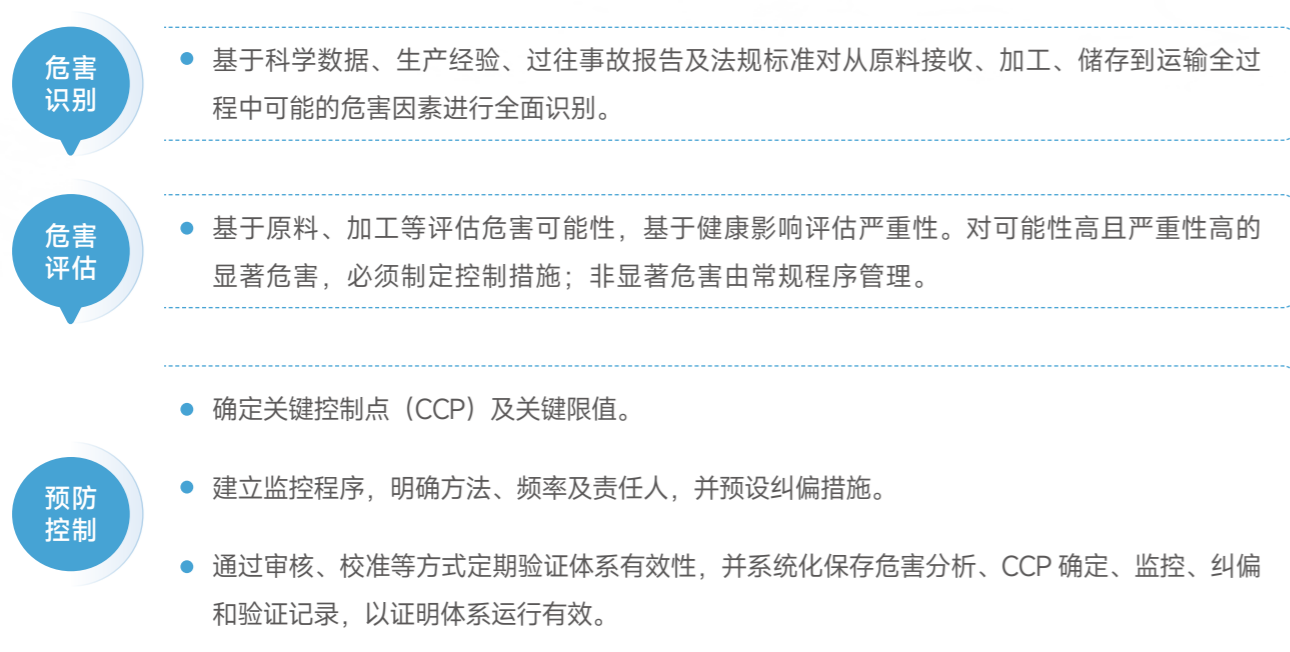 危害
识别
基于科学数据、生产经验、过往事故报告及法规标准对从原料接收、加工、储存到运输全过
程中可能的危害因素进行全面识别。
危害
评估
基于原料、加工等评估危害可能性，基于健康影响评估严重性。对可能性高且严重性高的
显著危害，必须制定控制措施；非显著危害由常规程序管理。
预防
控制
确定关键控制点（CCP）及关键限值。
建立监控程序，明确方法、频率及责任人，并预设纠偏措施。
通过审核、校准等方式定期验证体系有效性，并系统化保存危害分析、CCP 确定、监控、纠偏
和验证记录，以证明体系运行有效。